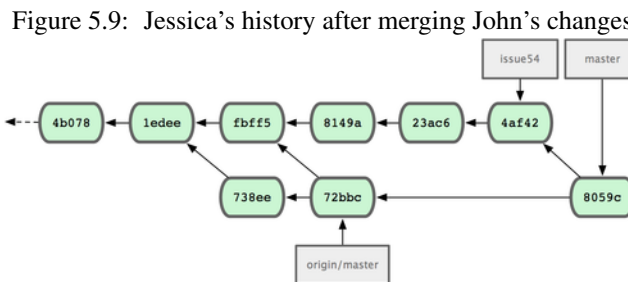 Figure 5.9: Jessica's history after merging John's changes
issue54 master
4b078 1edee fbff5 8149a 23ac6 4af42
738ee 72bbc 8059c
origin/master